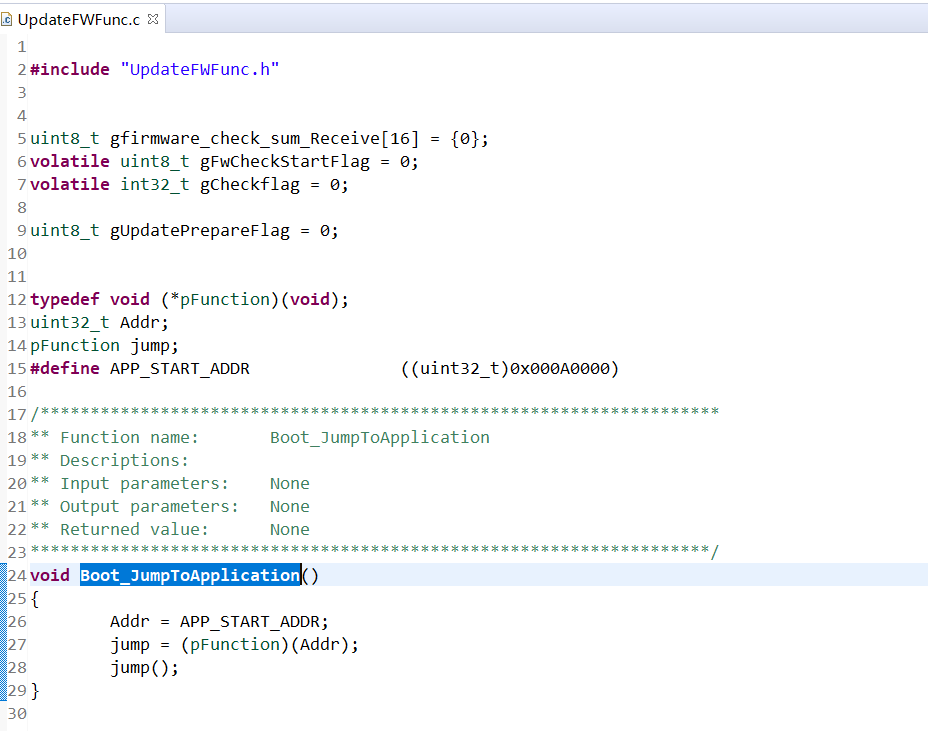 UpdateFWFunc.c
1
2 #include "UpdateFWFunc.h"
3
4
5 uint8_t gfirmware_check_sum_Receive[16] = {0};
6 volatile uint8_t gFwCheckStartFlag = 0;
7 volatile int32_t gCheckflag = 0;
8
9 uint8_t gUpdatePrepareFlag = 0;
10
11
12 typedef void (*pFunction)(void);
13 uint32_t Addr;
14 pFunction jump;
15 #define APP_START_ADDR               ((uint32_t)0x000A0000)
16
17 /********************************************************************
18 ** Function name:       Boot_JumpToApplication
19 ** Descriptions:
20 ** Input parameters:    None
21 ** Output parameters:   None
22 ** Returned value:      None
23 ********************************************************************/
24 void Boot_JumpToApplication()
25 {
26         Addr = APP_START_ADDR;
27         jump = (pFunction)(Addr);
28         jump();
29 }
30